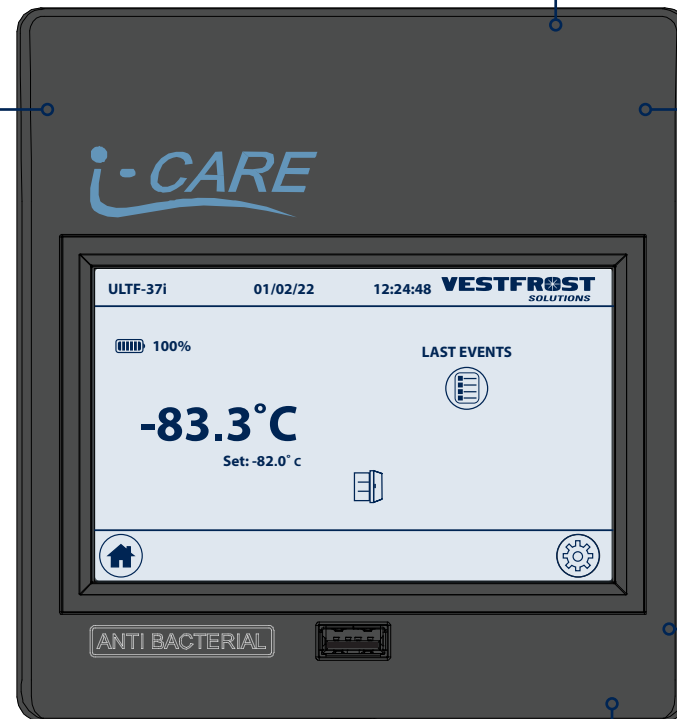 i-CARE
ULTF-37i 01/02/22 12:24:48 VESTFROST
SOLUTIONS
100%
LAST EVENTS
-83.3°C
Set: -82.0° c
ANTI BACTERIAL